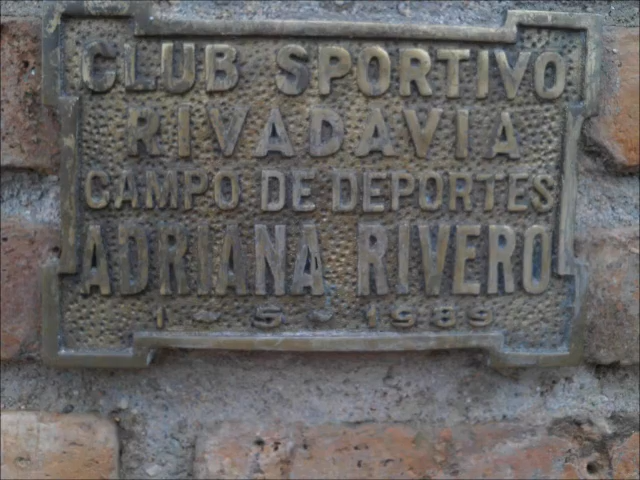 CLUB SPORTIVO
RIVADAVIA
CAMPO DE DEPORTES
ADRIANA RIVERO
1-5-1989